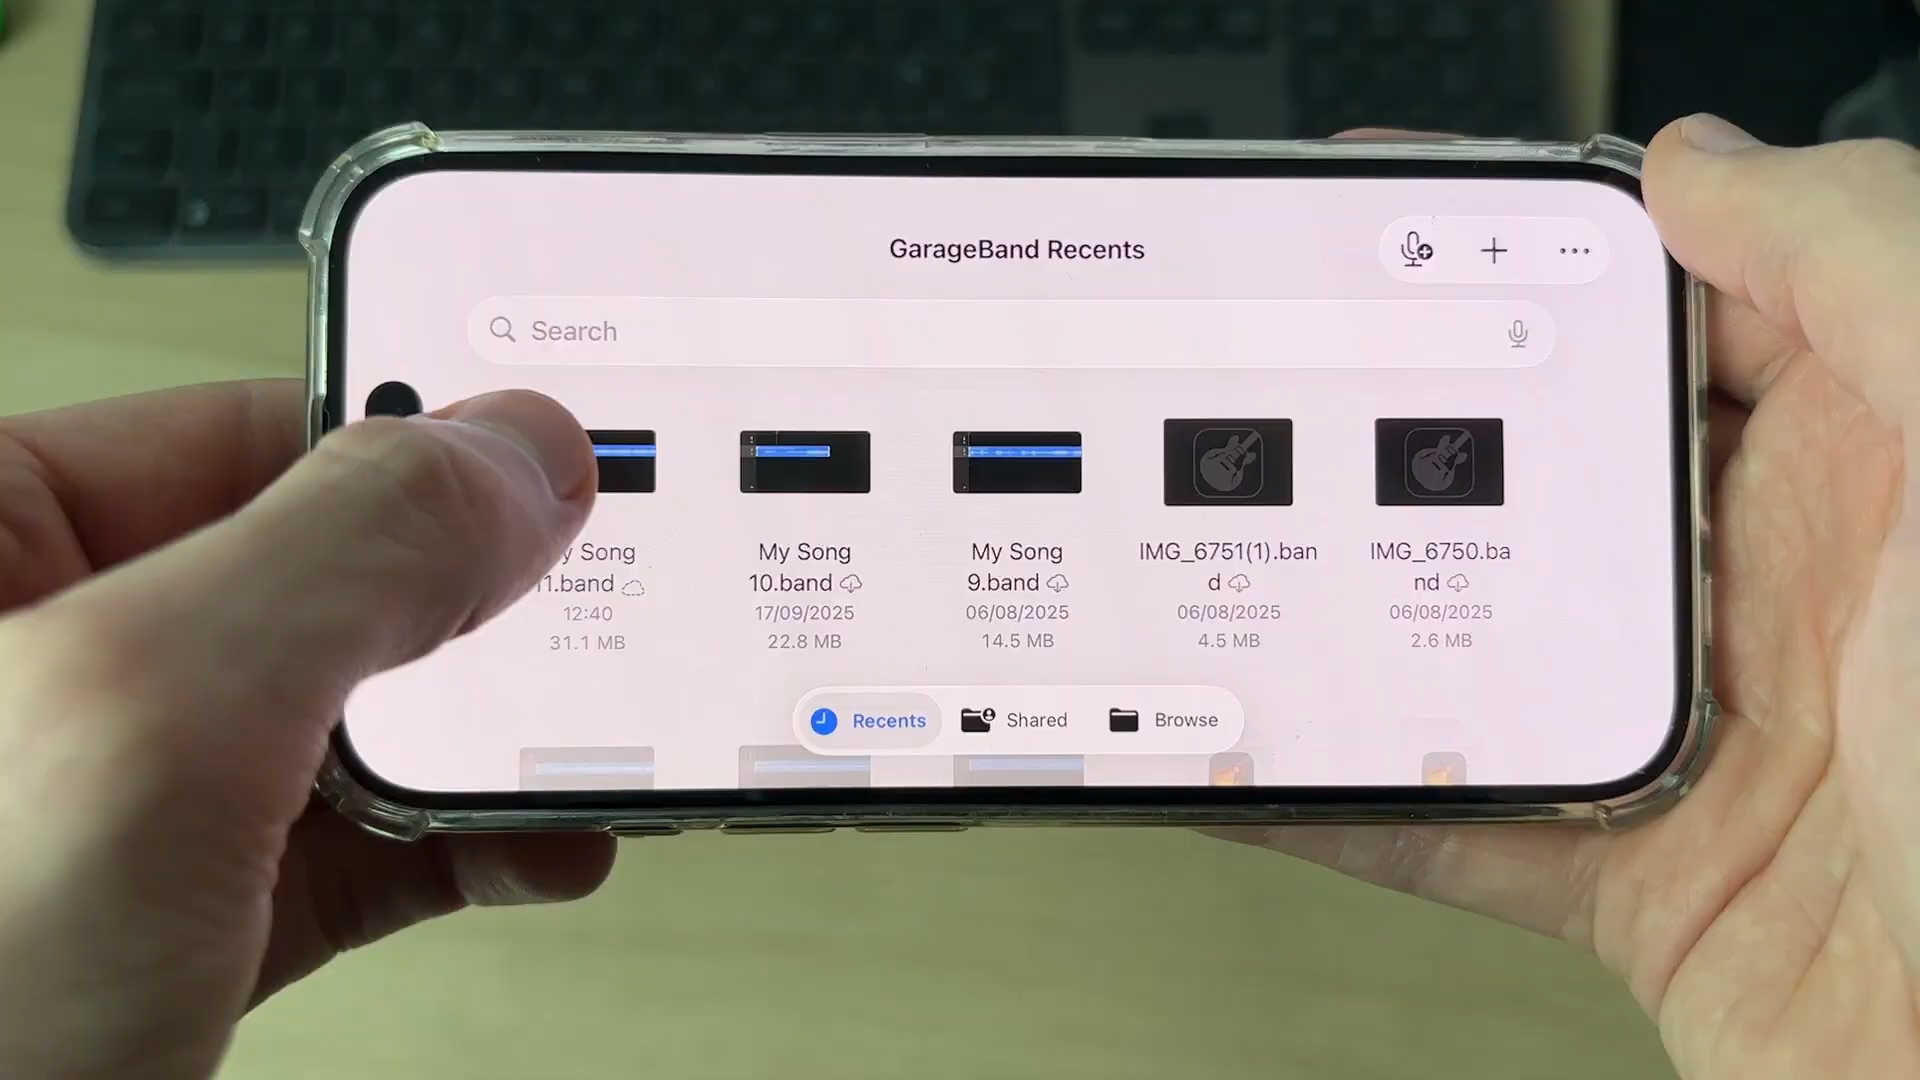 GarageBand Recents
Search
Song
11.band
12:40
31.1 MB
My Song
10.band
17/09/2025
22.8 MB
My Song
9.band
06/08/2025
14.5 MB
IMG_6751(1).ban
d
06/08/2025
4.5 MB
IMG_6750.ba
nd
06/08/2025
2.6 MB
Recents
Shared
Browse